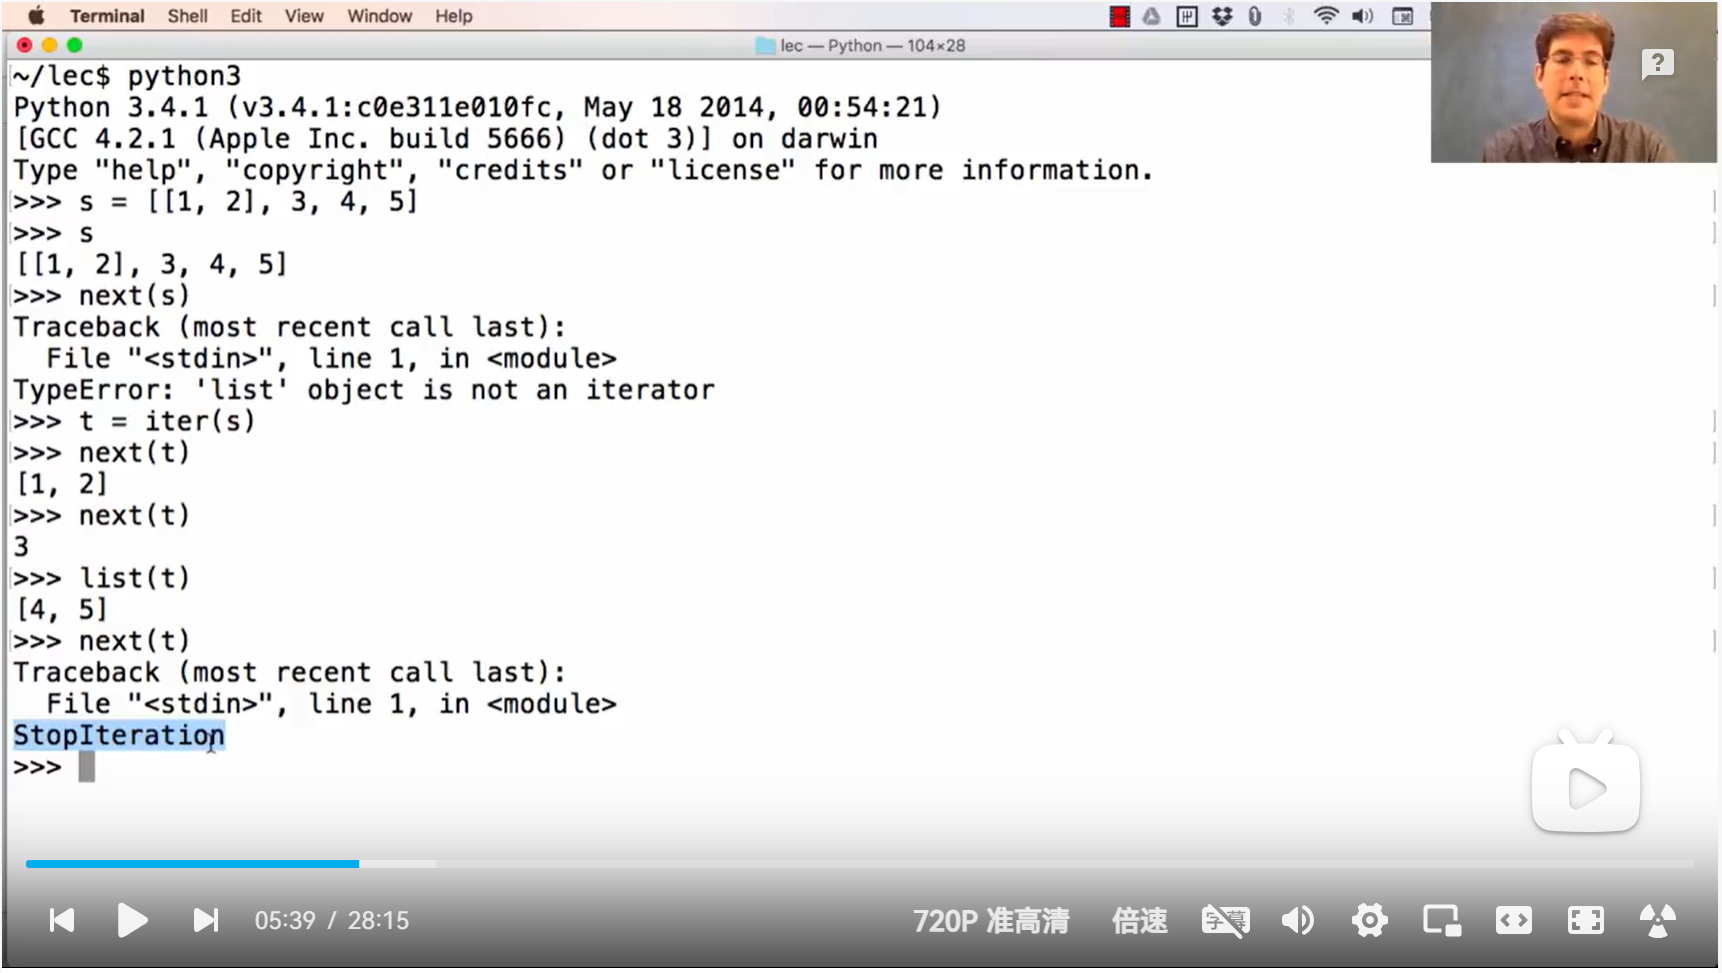 Terminal Shell Edit View Window Help
lec — Python — 104×28
~/lec$ python3
Python 3.4.1 (v3.4.1:c0e311e010fc, May 18 2014, 00:54:21)
[GCC 4.2.1 (Apple Inc. build 5666) (dot 3)] on darwin
Type "help", "copyright", "credits" or "license" for more information.
>>> s = [[1, 2], 3, 4, 5]
>>> s
[[1, 2], 3, 4, 5]
>>> next(s)
Traceback (most recent call last):
  File "<stdin>", line 1, in <module>
TypeError: 'list' object is not an iterator
>>> t = iter(s)
>>> next(t)
[1, 2]
>>> next(t)
3
>>> list(t)
[4, 5]
>>> next(t)
Traceback (most recent call last):
  File "<stdin>", line 1, in <module>
StopIteration
>>>
05:39 / 28:15 720P 准高清 倍速 字幕